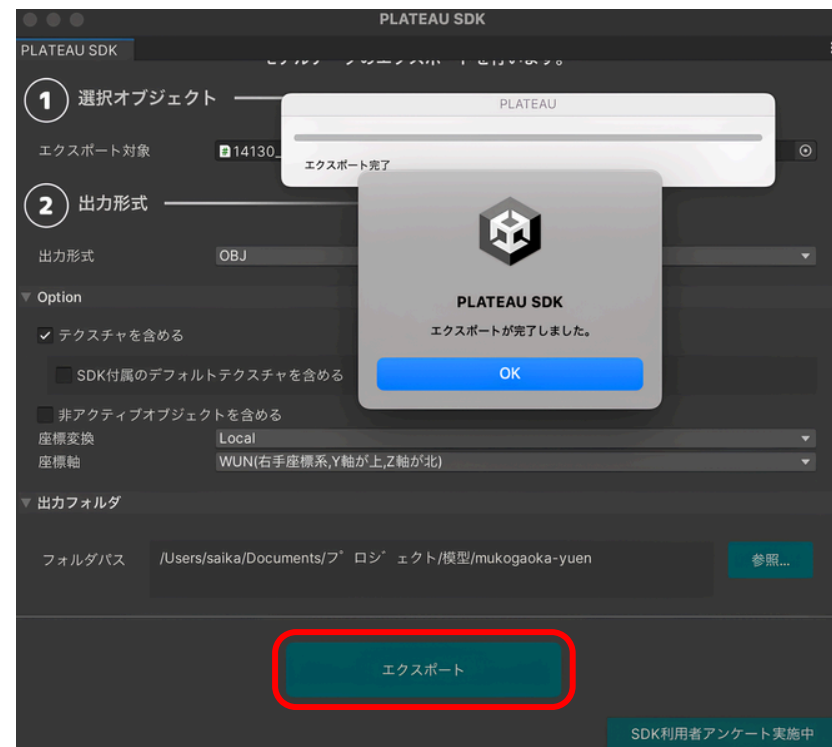 PLATEAU SDK
PLATEAU SDK
1 選択オブジェクト
PLATEAU
エクスポート対象
14130_
エクスポート完了
2 出力形式
出力形式
OBJ
PLATEAU SDK
エクスポートが完了しました。
OK
Option
テクスチャを含める
SDK付属のデフォルトテクスチャを含める
非アクティブオブジェクトを含める
座標変換
Local
座標軸
WUN(右手座標系,Y軸が上,Z軸が北)
出力フォルダ
フォルダパス
/Users/saika/Documents/プロジェクト/模型/mukogaoka-yuen
参照...
エクスポート
SDK利用者アンケート実施中